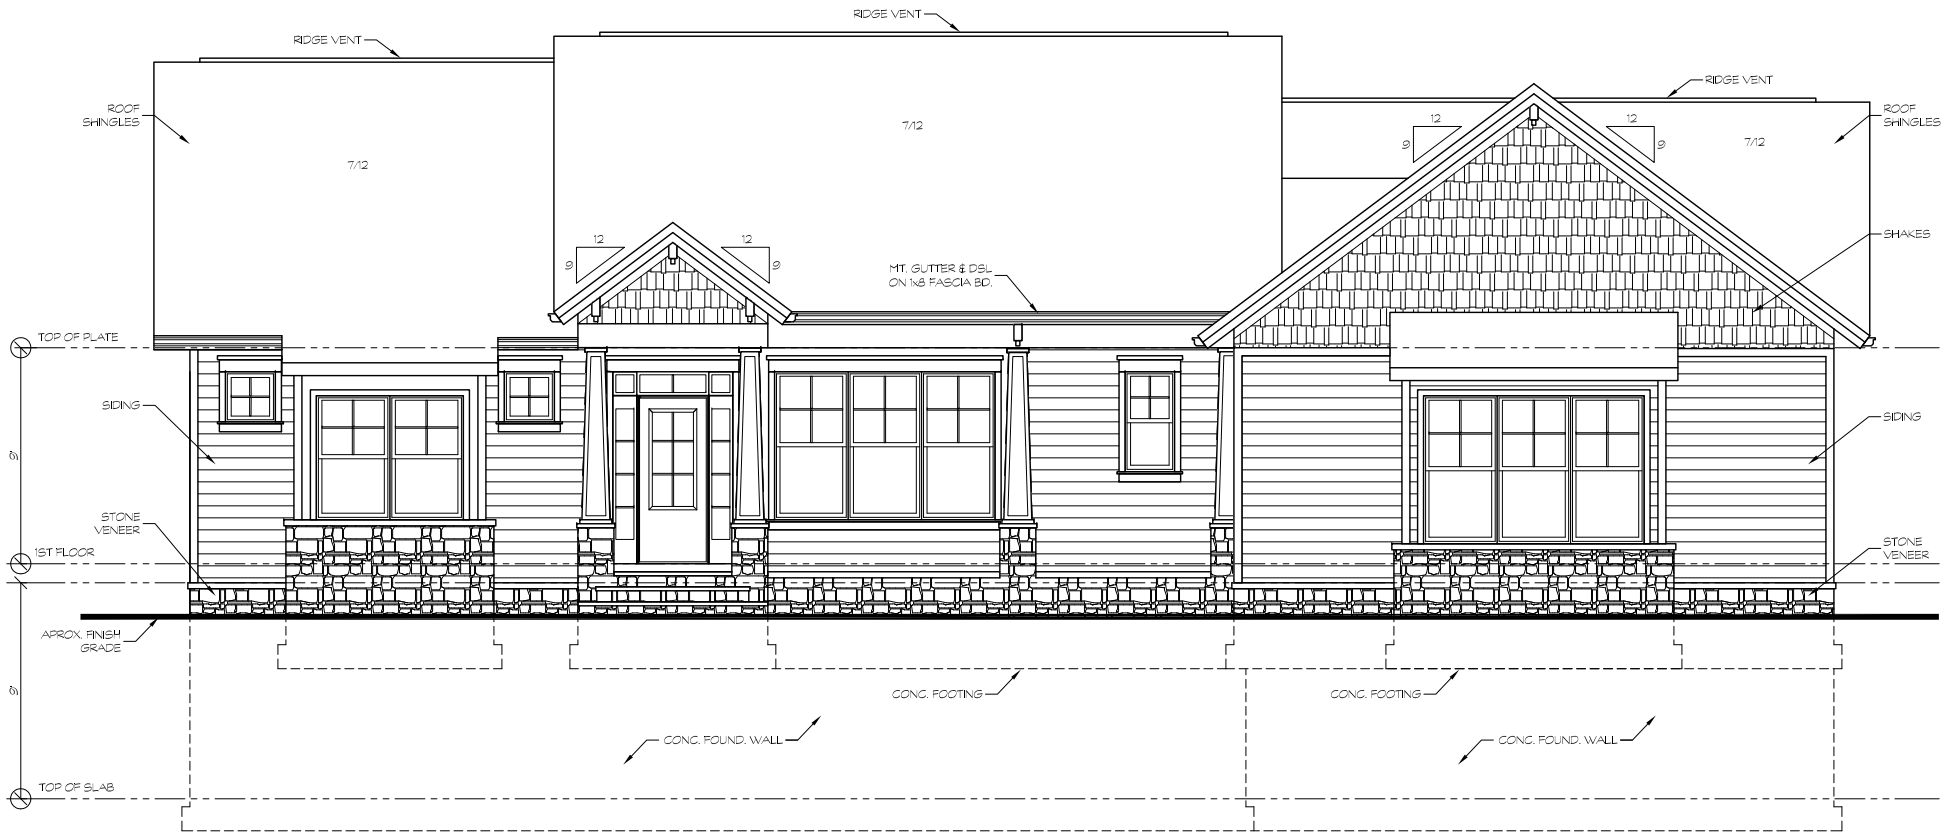 RIDGE VENT
RIDGE VENT
RIDGE VENT
ROOF
SHINGLES
ROOF
SHINGLES
7/12
7/12
7/12
12
9
12
9
12
9
12
9
SHAKES
MT. GUTTER & DSL
ON 1x8 FASCIA BD.
TOP OF PLATE
SIDING
SIDING
9'
STONE
VENEER
1ST FLOOR
STONE
VENEER
APROX. FINISH
GRADE
9'
CONC. FOOTING
CONC. FOOTING
CONC. FOUND. WALL
CONC. FOUND. WALL
TOP OF SLAB